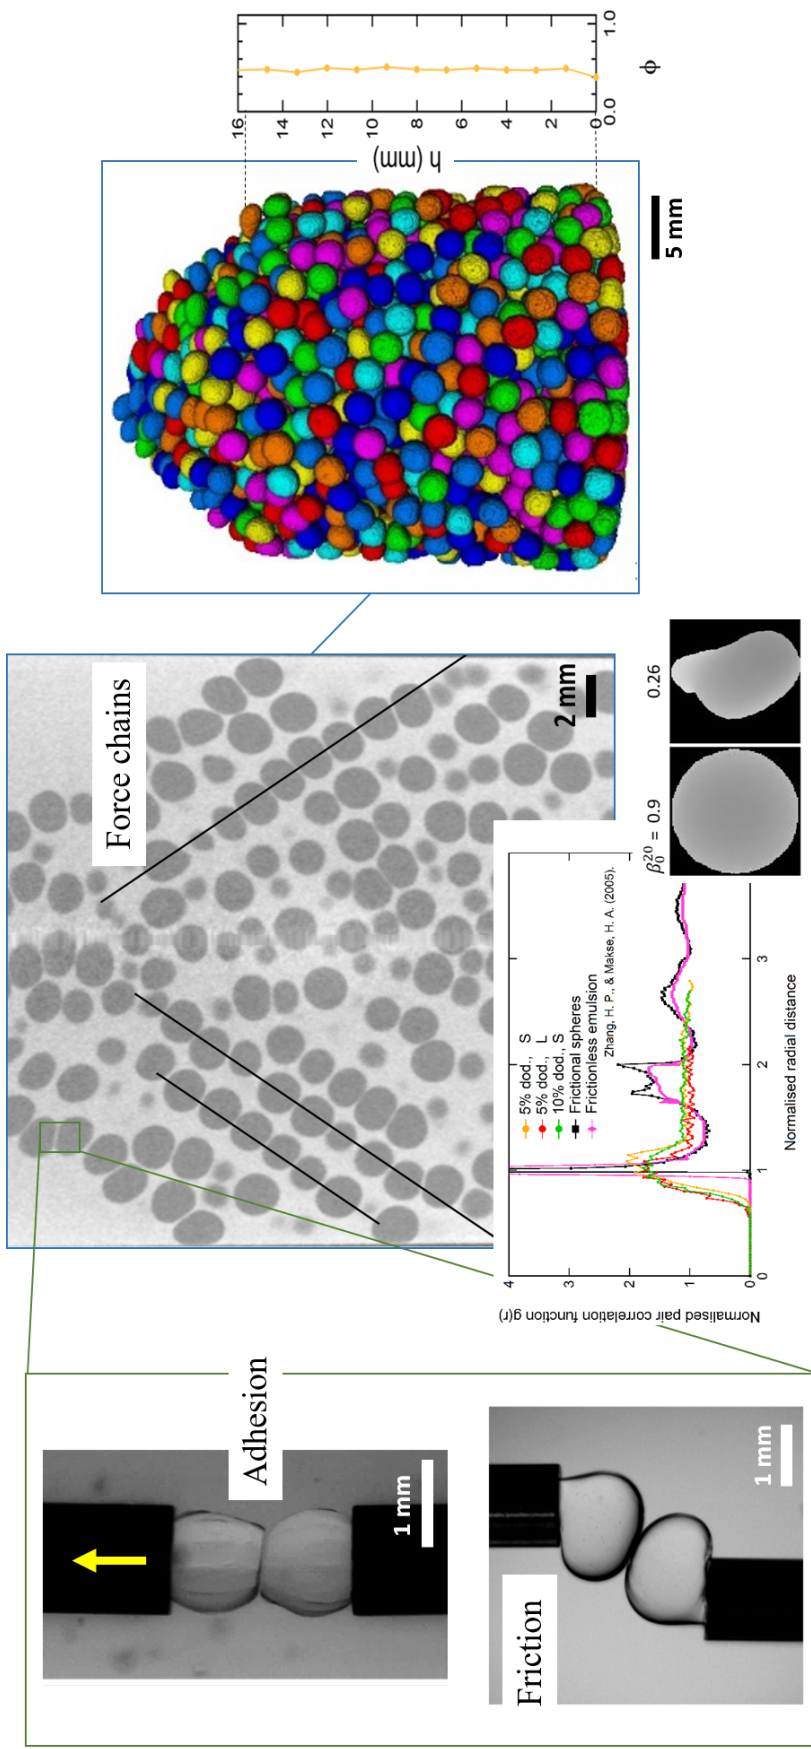 Adhesion
1 mm
Friction
1 mm
Force chains
2 mm
Normalised pair correlation function g(r)
4
3
2
1
0
0
1
2
3
Normalised radial distance
5% dod., S
5% dod., L
10% dod., S
Frictional spheres
Frictionless emulsion
Zhang, H. P., & Makse, H. A. (2005).
β₀²⁰ = 0.9
0.26
5 mm
h (mm)
16
14
12
10
8
6
4
2
0
0.0
1.0
ϕ